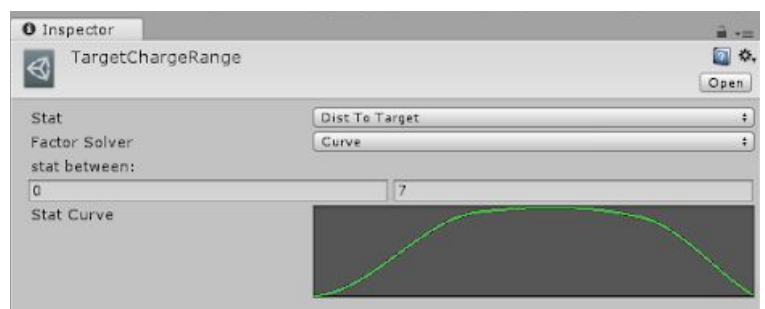 Inspector
TargetChargeRange
Open
Stat Dist To Target
Factor Solver Curve
stat between:
0 7
Stat Curve